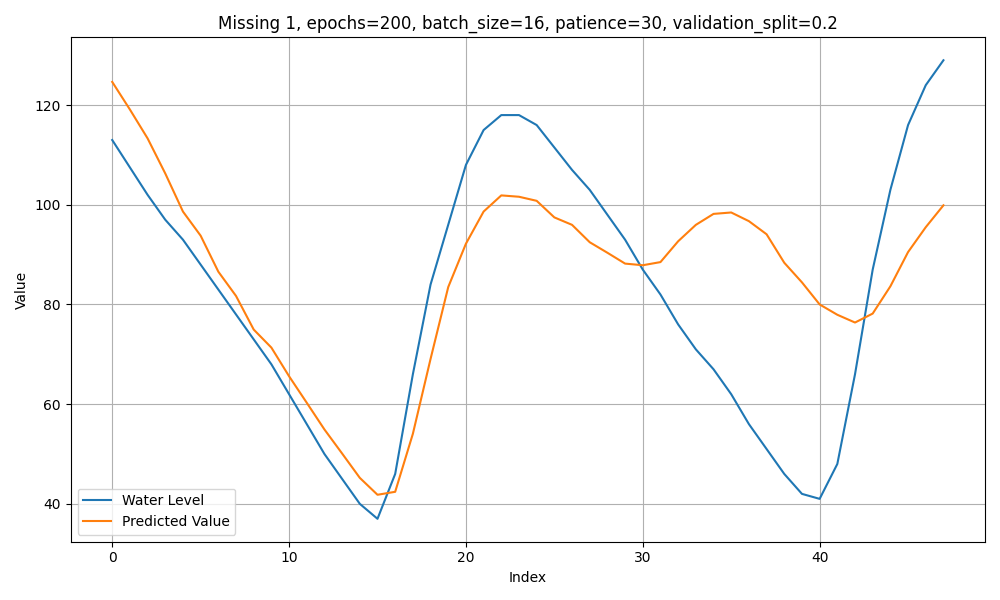 Missing 1, epochs=200, batch_size=16, patience=30, validation_split=0.2
Value
120
100
80
60
40
Water Level
Predicted Value
0
10
20
30
40
Index